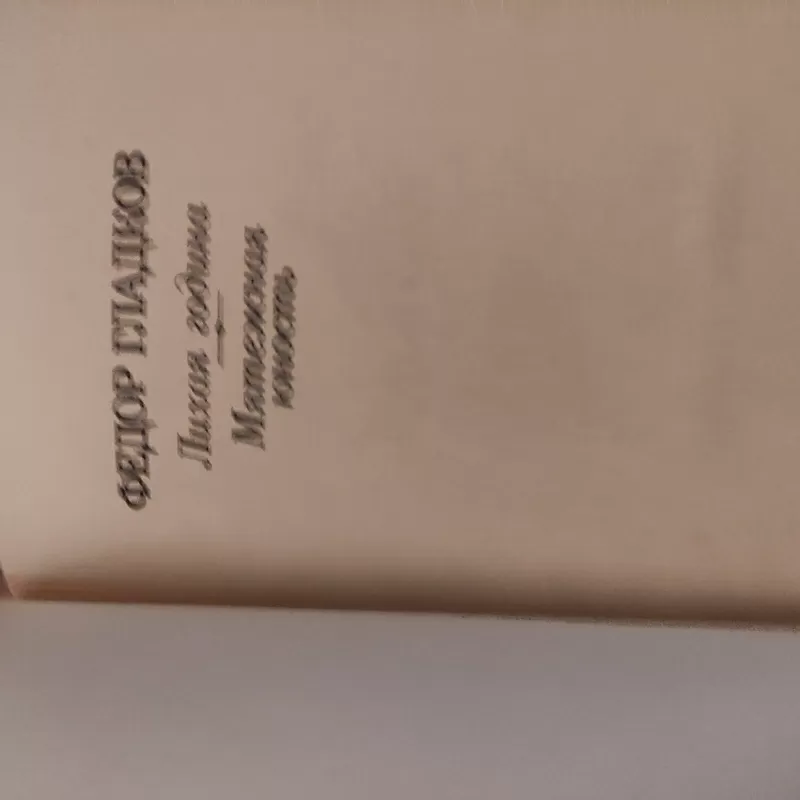 ФЕДОР ГЛАДКОВ
Лихая година
Мятежная
юность